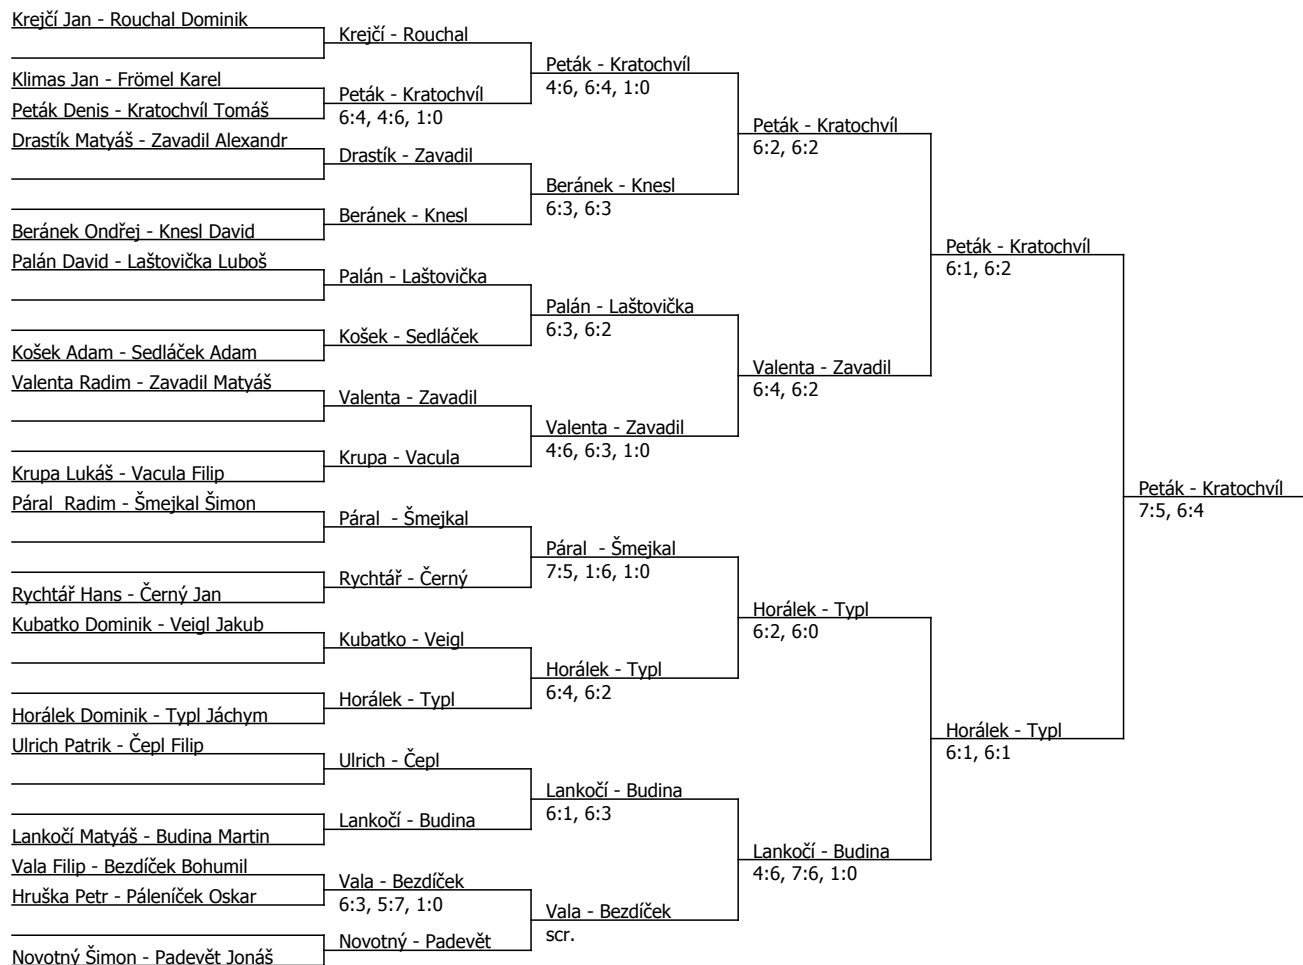 Krejčí Jan - Rouchal Dominik
Klimas Jan - Frömel Karel
Peták Denis - Kratochvíl Tomáš
Drastík Matyáš - Zavadil Alexandr
Beránek Ondřej - Knesl David
Palán David - Laštovička Luboš
Košek Adam - Sedláček Adam
Valenta Radim - Zavadil Matyáš
Krupa Lukáš - Vacula Filip
Páral  Radim - Šmejkal Šimon
Rychtář Hans - Černý Jan
Kubatko Dominik - Veigl Jakub
Horálek Dominik - Typl Jáchym
Ulrich Patrik - Čepl Filip
Lankočí Matyáš - Budina Martin
Vala Filip - Bezdíček Bohumil
Hruška Petr - Páleníček Oskar
Novotný Šimon - Padevět Jonáš
Krejčí - Rouchal
Peták - Kratochvíl
6:4, 4:6, 1:0
Drastík - Zavadil
Beránek - Knesl
Palán - Laštovička
Košek - Sedláček
Valenta - Zavadil
Krupa - Vacula
Páral  - Šmejkal
Rychtář - Černý
Kubatko - Veigl
Horálek - Typl
Ulrich - Čepl
Lankočí - Budina
Vala - Bezdíček
6:3, 5:7, 1:0
Novotný - Padevět
Peták - Kratochvíl
4:6, 6:4, 1:0
Beránek - Knesl
6:3, 6:3
Palán - Laštovička
6:3, 6:2
Valenta - Zavadil
4:6, 6:3, 1:0
Páral  - Šmejkal
7:5, 1:6, 1:0
Horálek - Typl
6:4, 6:2
Lankočí - Budina
6:1, 6:3
Vala - Bezdíček
scr.
Peták - Kratochvíl
6:2, 6:2
Valenta - Zavadil
6:4, 6:2
Horálek - Typl
6:2, 6:0
Lankočí - Budina
4:6, 7:6, 1:0
Peták - Kratochvíl
6:1, 6:2
Horálek - Typl
6:1, 6:1
Peták - Kratochvíl
7:5, 6:4